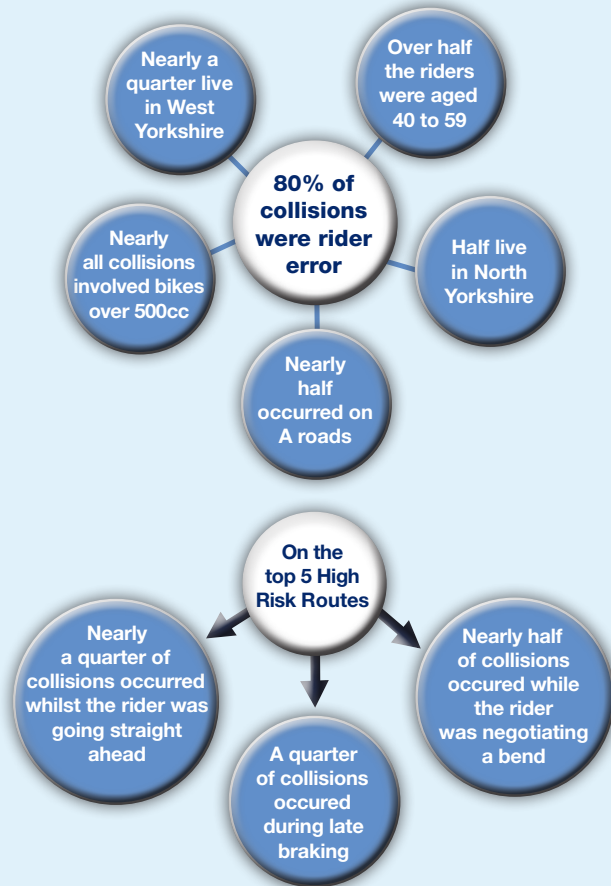 Nearly a
quarter live
in West
Yorkshire
Over half
the riders
were aged
40 to 59
80% of
collisions
were rider
error
Nearly
all collisions
involved bikes
over 500cc
Half live
in North
Yorkshire
Nearly
half
occurred on
A roads
On the
top 5 High
Risk Routes
Nearly
a quarter of
collisions occurred
whilst the rider was
going straight
ahead
A quarter
of collisions
occured
during late
braking
Nearly half
of collisions
occured while
the rider
was negotiating
a bend